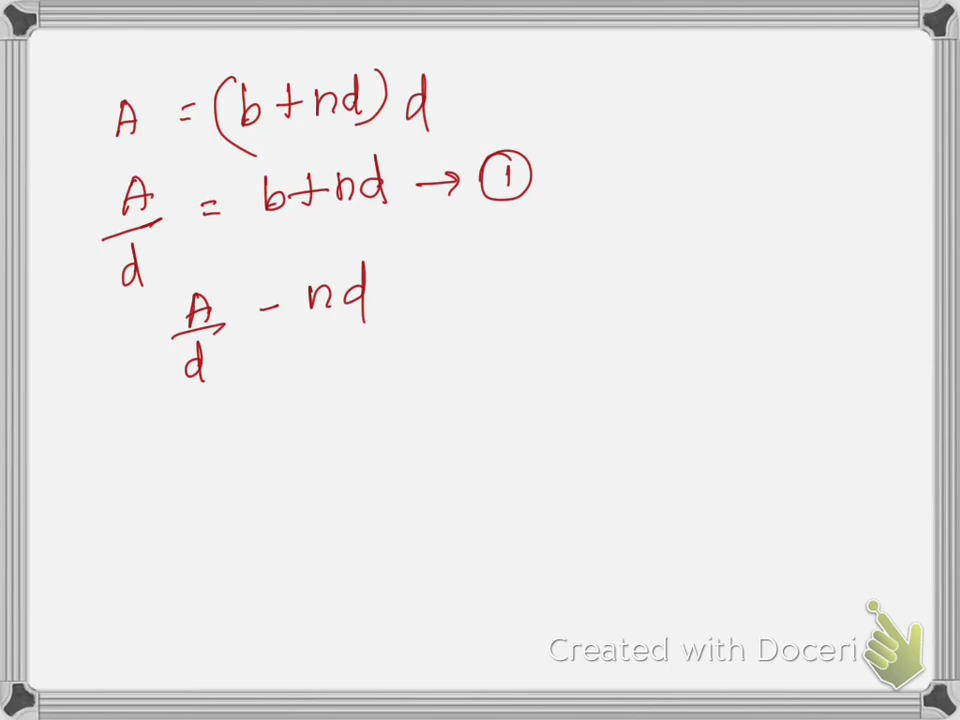 A = (b + nd) d
A/d = b + nd → ①
A/d - nd
Created with Doceri